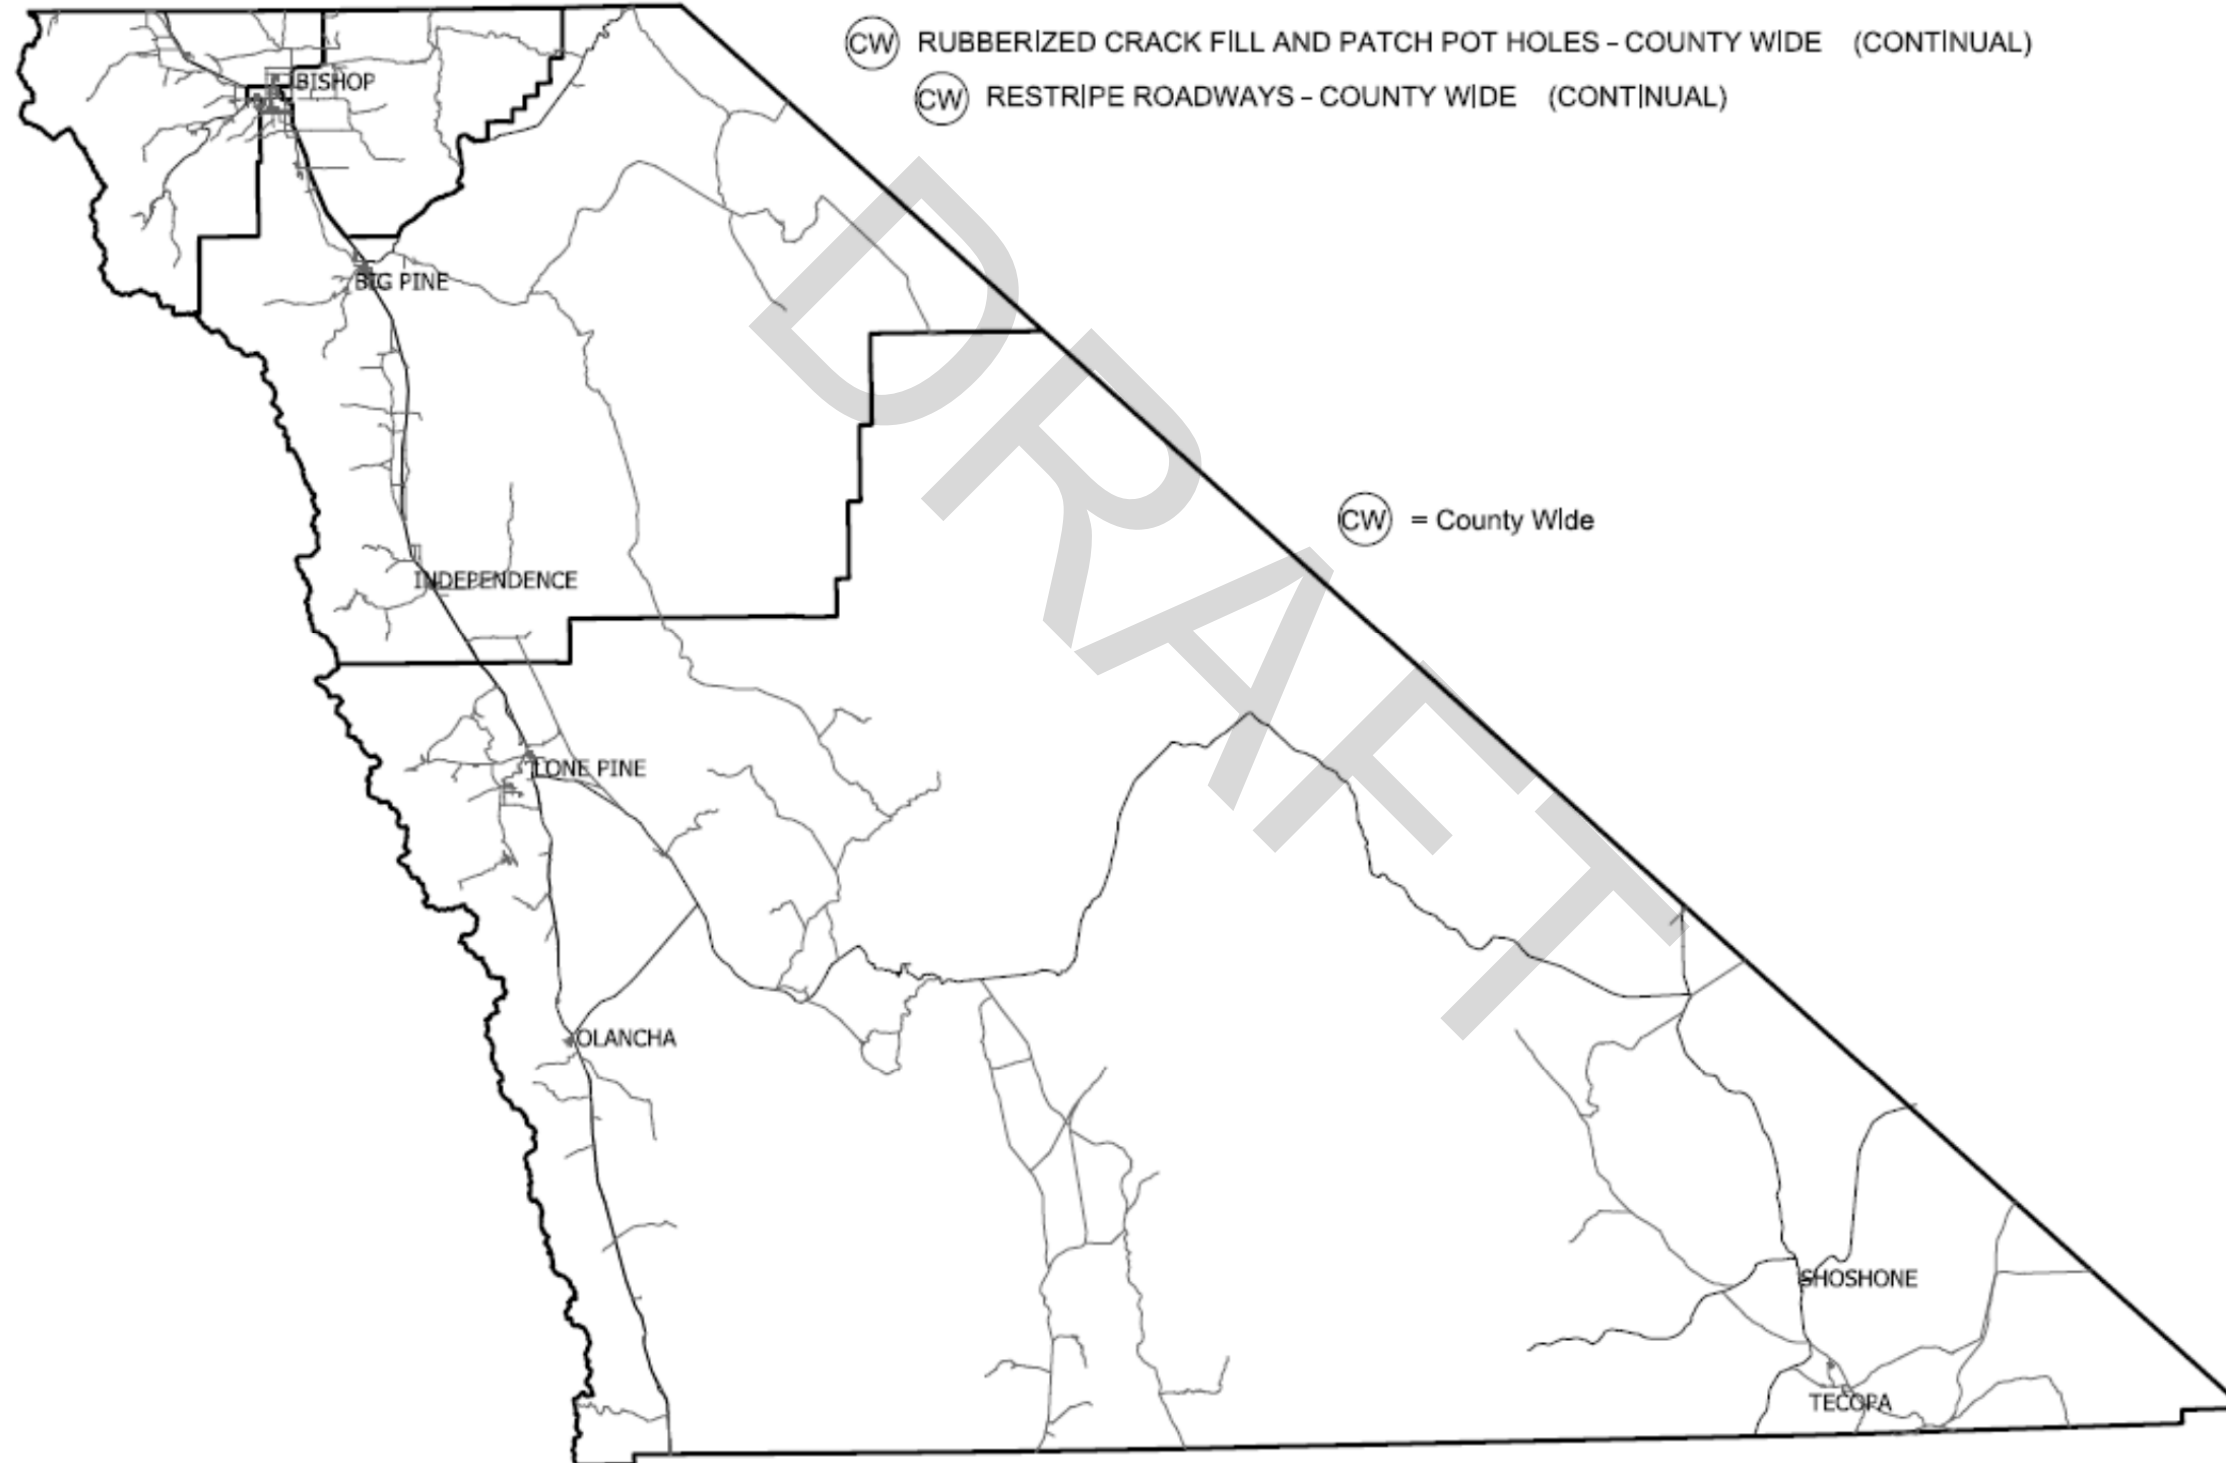 CW RUBBERIZED CRACK FILL AND PATCH POT HOLES - COUNTY WIDE (CONTINUAL)
CW RESTRIPE ROADWAYS - COUNTY WIDE (CONTINUAL)
BISHOP
BIG PINE
DRAFT
CW = County Wide
INDEPENDENCE
LONE PINE
OLANCHA
SHOSHONE
TECOPA